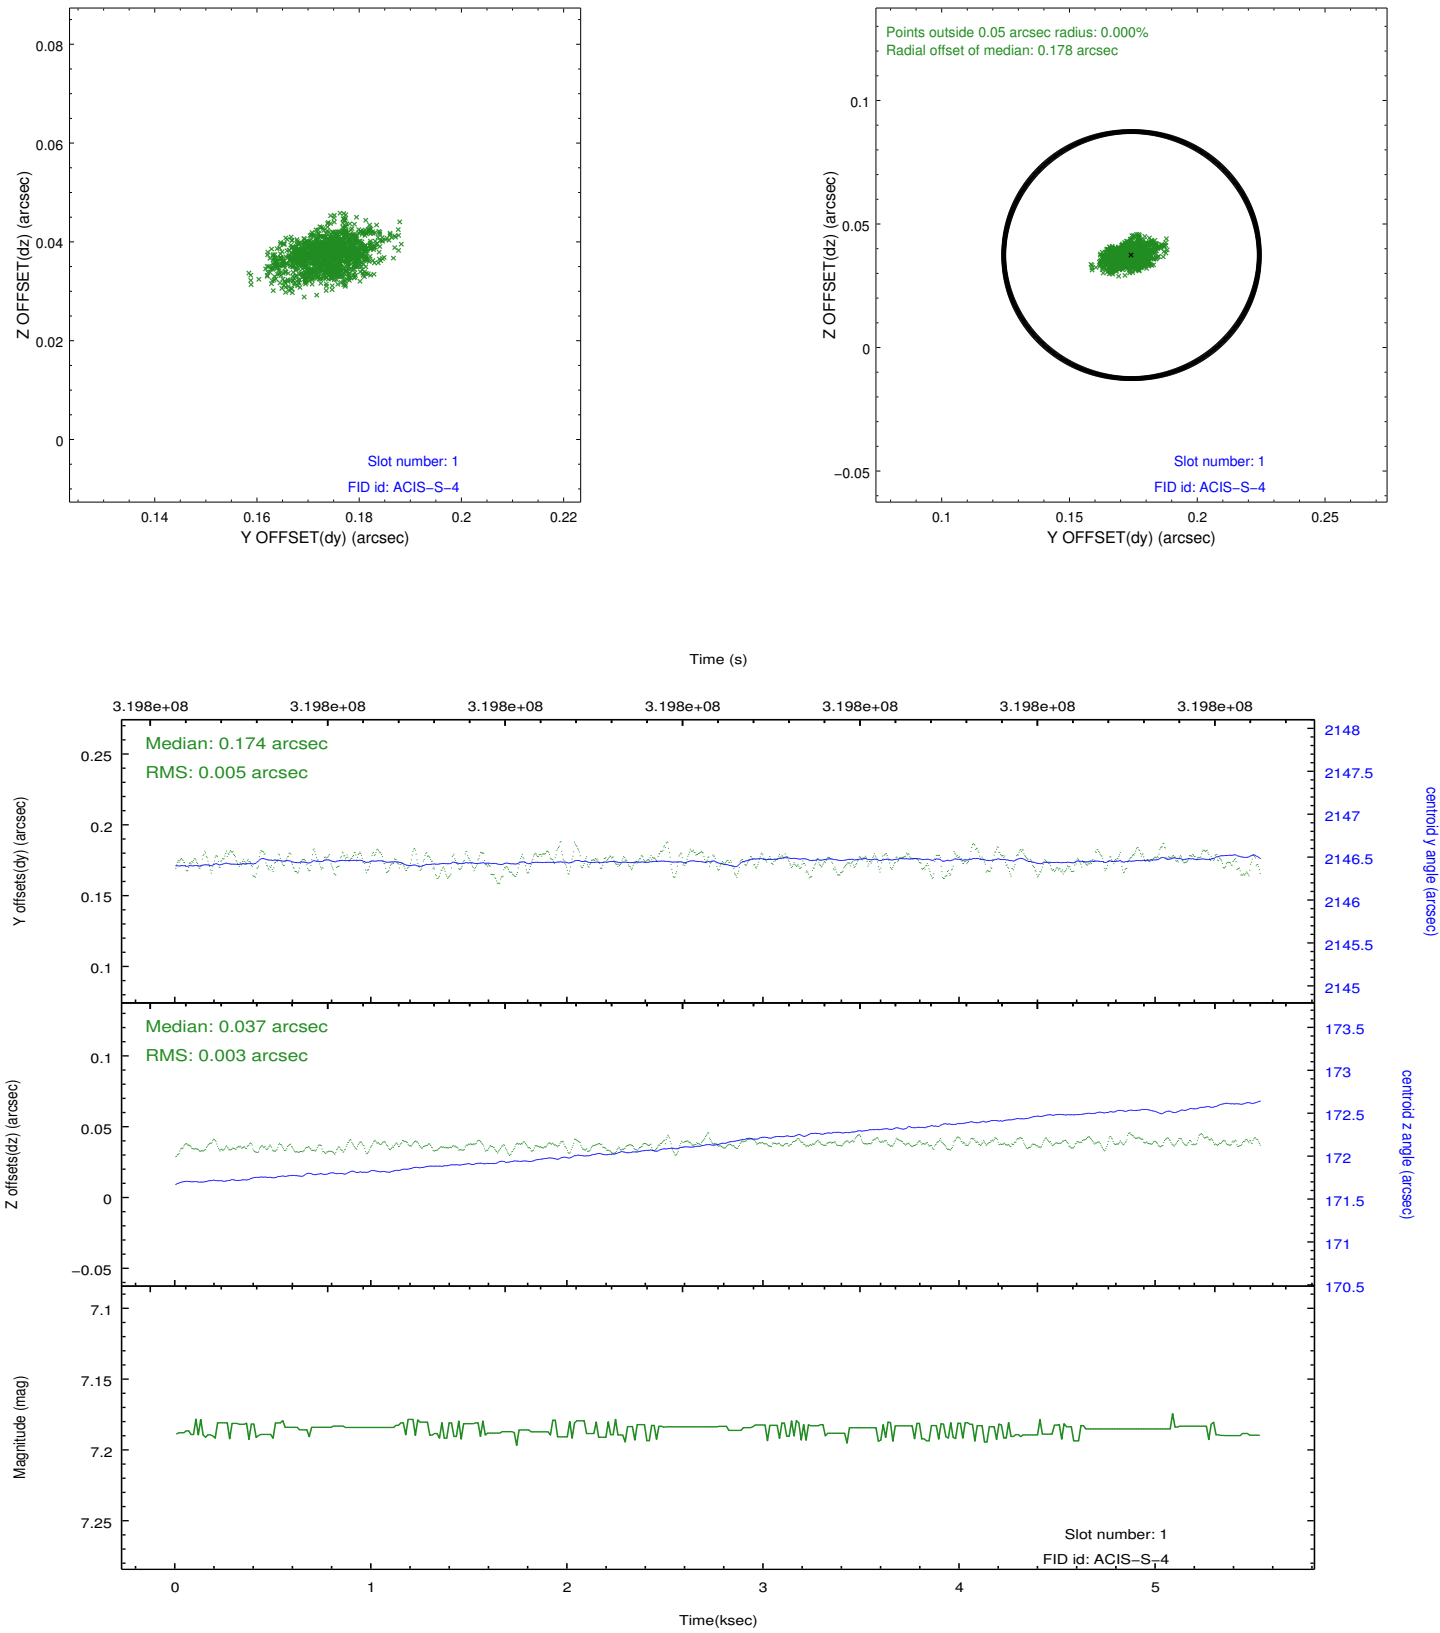 0.08
0.06
0.04
0.02
0
Z OFFSET(dz) (arcsec)
Slot number: 1
FID id: ACIS−S−4
0.14 0.16 0.18 0.2 0.22
Y OFFSET(dy) (arcsec)
Points outside 0.05 arcsec radius: 0.000%
Radial offset of median: 0.178 arcsec
0.1
0.05
0
−0.05
Z OFFSET(dz) (arcsec)
Slot number: 1
FID id: ACIS−S−4
0.1 0.15 0.2 0.25
Y OFFSET(dy) (arcsec)
Time (s)
3.198e+08 3.198e+08 3.198e+08 3.198e+08 3.198e+08 3.198e+08 3.198e+08
Median: 0.174 arcsec
RMS: 0.005 arcsec
0.25
0.2
0.15
0.1
Y offsets(dy) (arcsec)
2148
2147.5
2147
2146.5
2146
2145.5
2145
centroid y angle (arcsec)
Median: 0.037 arcsec
RMS: 0.003 arcsec
0.1
0.05
0
−0.05
Z offsets(dz) (arcsec)
173.5
173
172.5
172
171.5
171
170.5
centroid z angle (arcsec)
7.1
7.15
7.2
7.25
Magnitude (mag)
Slot number: 1
FID id: ACIS−S−4
0 1 2 3 4 5
Time(ksec)